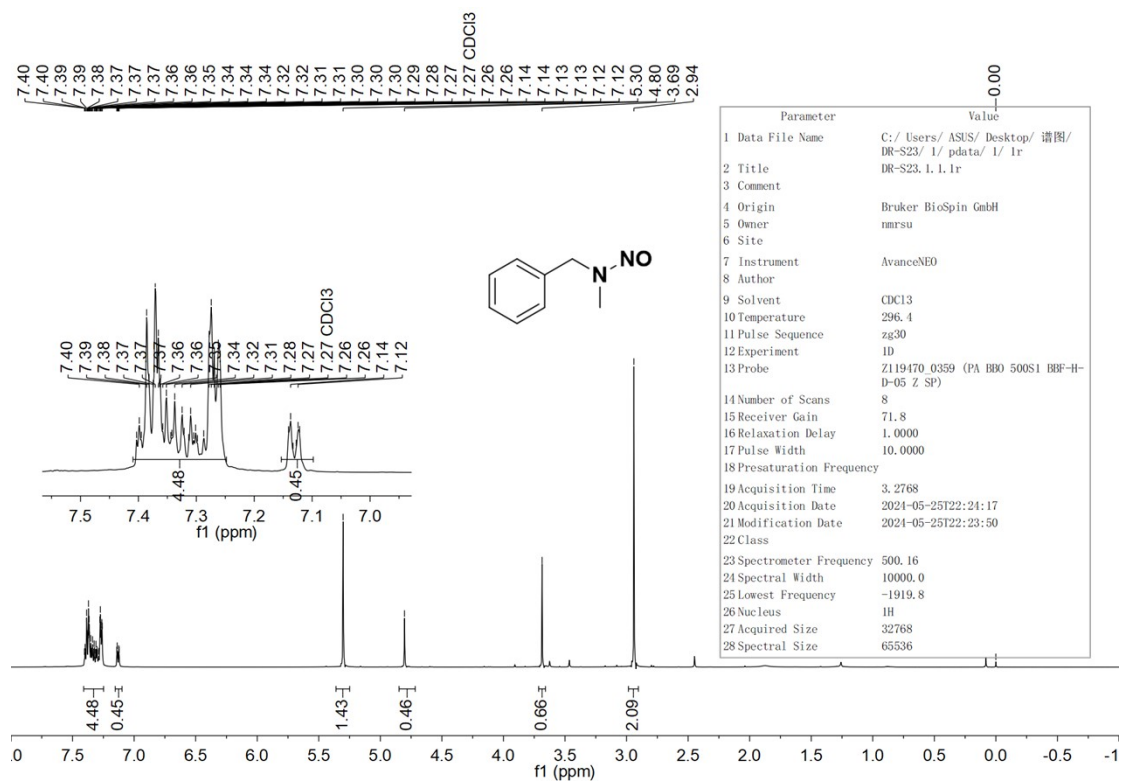 7.40 7.40 7.39 7.39 7.38 7.37 7.37 7.37 7.36 7.36 7.35 7.34 7.34 7.34 7.32 7.32 7.31 7.31 7.30 7.30 7.30 7.29 7.28 7.27 7.27 CDCl3 7.26 7.26 7.14 7.14 7.13 7.13 7.12 7.12 5.30 4.80 3.69 2.94
0.00
Parameter Value
1 Data File Name C:/ Users/ ASUS/ Desktop/ 谱图/
DR-S23/ 1/ pdata/ 1/ 1r
2 Title DR-S23. 1. 1. 1r
3 Comment
4 Origin Bruker BioSpin GmbH
5 Owner nmrsu
6 Site
7 Instrument AvanceNEO
8 Author
9 Solvent CDCl3
10 Temperature 296. 4
11 Pulse Sequence zg30
12 Experiment 1D
13 Probe Z119470_0359 (PA BBO 500S1 BBF-H-
D-05 Z SP)
14 Number of Scans 8
15 Receiver Gain 71. 8
16 Relaxation Delay 1. 0000
17 Pulse Width 10. 0000
18 Presaturation Frequency
19 Acquisition Time 3. 2768
20 Acquisition Date 2024-05-25T22:24:17
21 Modification Date 2024-05-25T22:23:50
22 Class
23 Spectrometer Frequency 500. 16
24 Spectral Width 10000. 0
25 Lowest Frequency -1919. 8
26 Nucleus 1H
27 Acquired Size 32768
28 Spectral Size 65536
N NO
7.40 7.39 7.38 7.37 7.37 7.37 7.36 7.36 7.35 7.34 7.32 7.31 7.28 7.27 7.27 CDCl3 7.26 7.26 7.14 7.12
4.48 0.45
7.5 7.4 7.3 7.2 7.1 7.0
f1 (ppm)
4.48 0.45 1.43 0.46 0.66 2.09
.0 7.5 7.0 6.5 6.0 5.5 5.0 4.5 4.0 3.5 3.0 2.5 2.0 1.5 1.0 0.5 0.0 -0.5 -1
f1 (ppm)